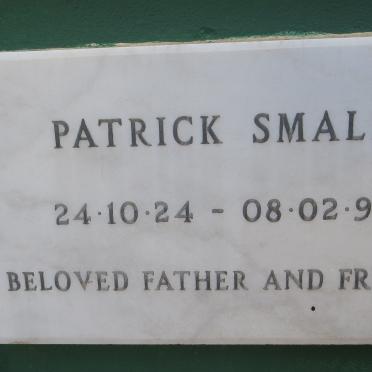 PATRICK SMAL
24·10·24 - 08·02·9
BELOVED FATHER AND FR